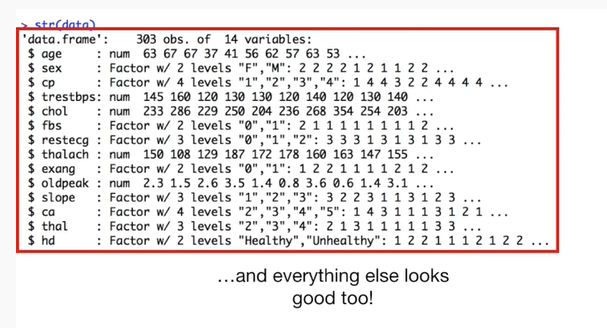 > str(data)
'data.frame': 303 obs. of 14 variables:
$ age : num 63 67 67 37 41 56 62 57 63 53 ...
$ sex : Factor w/ 2 levels "F","M": 2 2 2 2 1 2 1 1 2 2 ...
$ cp : Factor w/ 4 levels "1","2","3","4": 1 4 4 3 2 2 4 4 4 4 ...
$ trestbps: num 145 160 120 130 130 120 140 120 130 140 ...
$ chol : num 233 286 229 250 204 236 268 354 254 203 ...
$ fbs : Factor w/ 2 levels "0","1": 2 1 1 1 1 1 1 1 1 2 ...
$ restecg : Factor w/ 3 levels "0","1","2": 3 3 3 1 3 1 3 1 3 3 ...
$ thalach : num 150 108 129 187 172 178 160 163 147 155 ...
$ exang : Factor w/ 2 levels "0","1": 1 2 2 1 1 1 1 2 1 2 ...
$ oldpeak : num 2.3 1.5 2.6 3.5 1.4 0.8 3.6 0.6 1.4 3.1 ...
$ slope : Factor w/ 3 levels "1","2","3": 3 2 2 3 1 1 3 1 2 3 ...
$ ca : Factor w/ 4 levels "2","3","4","5": 1 4 3 1 1 1 3 1 2 1 ...
$ thal : Factor w/ 3 levels "2","3","4": 2 1 3 1 1 1 1 1 3 3 ...
$ hd : Factor w/ 2 levels "Healthy","Unhealthy": 1 2 2 1 1 1 2 1 2 2 ...
...and everything else looks
good too!